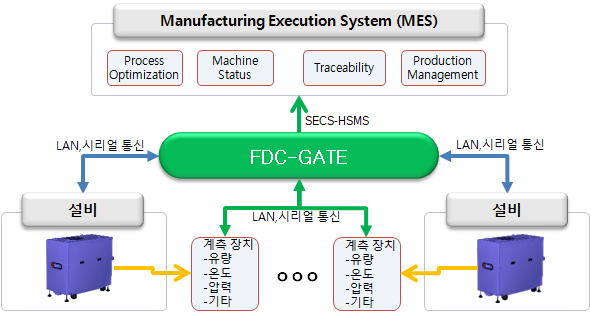 Manufacturing Execution System (MES)
Process
Optimization
Machine
Status
Traceability
Production
Management
SECS-HSMS
LAN,시리얼 통신
FDC-GATE
LAN,시리얼 통신
설비
LAN,시리얼 통신
설비
계측 장치
-유량
-온도
-압력
-기타
계측 장치
-유량
-온도
-압력
-기타